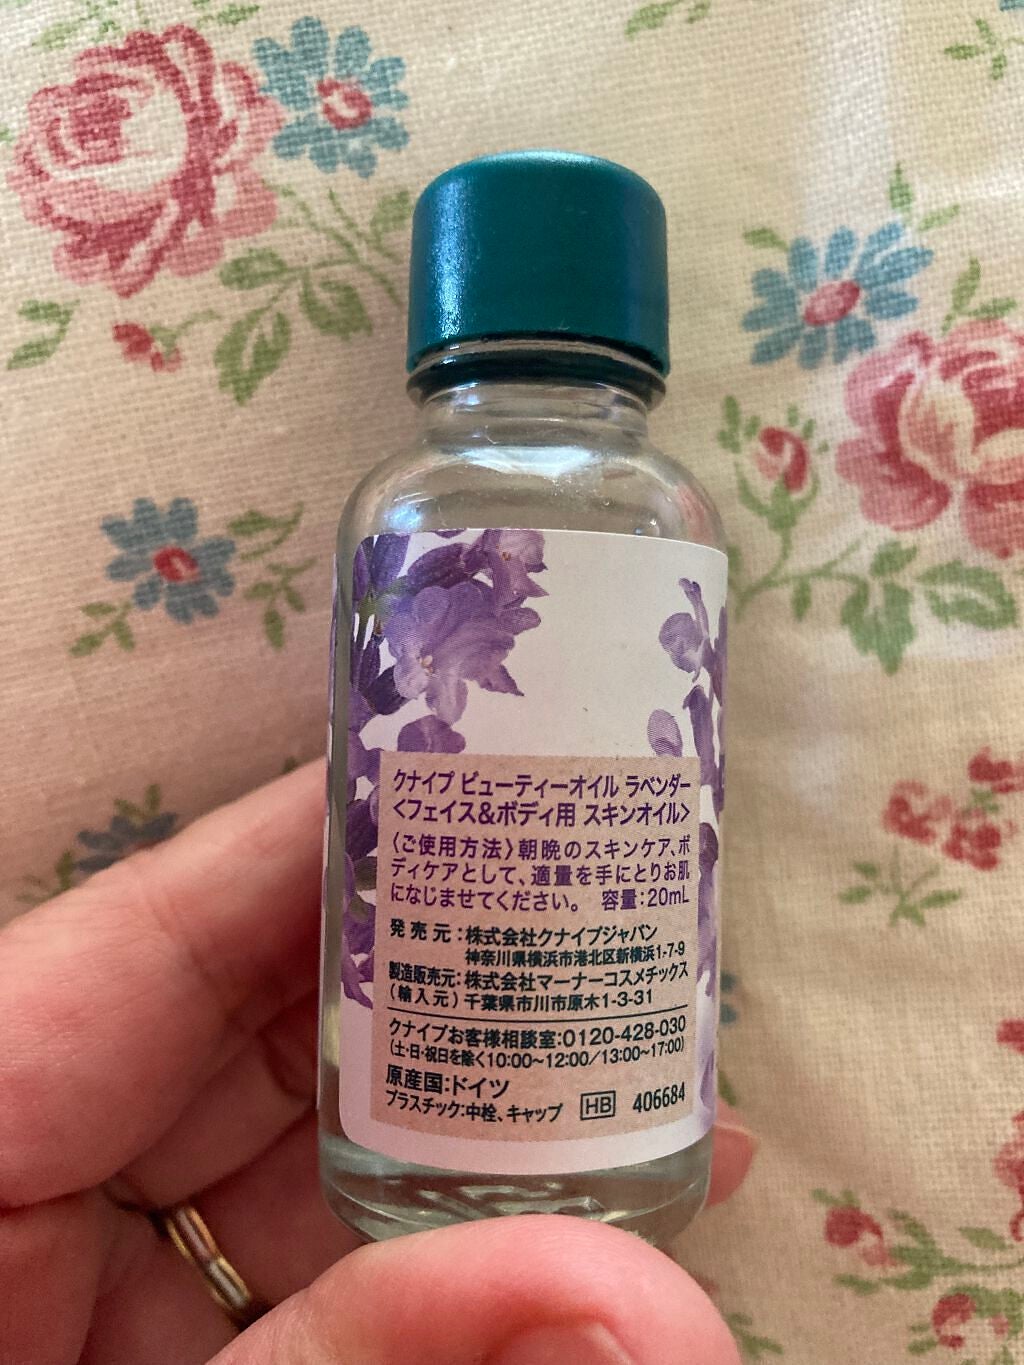 クナイプ ビューティーオイル ラベンダー
＜フェイス&ボディ用 スキンオイル＞
〈ご使用方法〉朝晩のスキンケア、ボ
ディケアとして、適量を手にとりお肌
になじませてください。 容量:20mL
発売元:株式会社クナイプジャパン
神奈川県横浜市港北区新横浜1-7-9
製造販売元:株式会社マーナーコスメチックス
(輸入元)千葉県市川市原木1-3-31
クナイプお客様相談室:0120-428-030
(土・日・祝日を除く10:00~12:00/13:00~17:00)
原産国:ドイツ
プラスチック:中栓、キャップ HB 406684